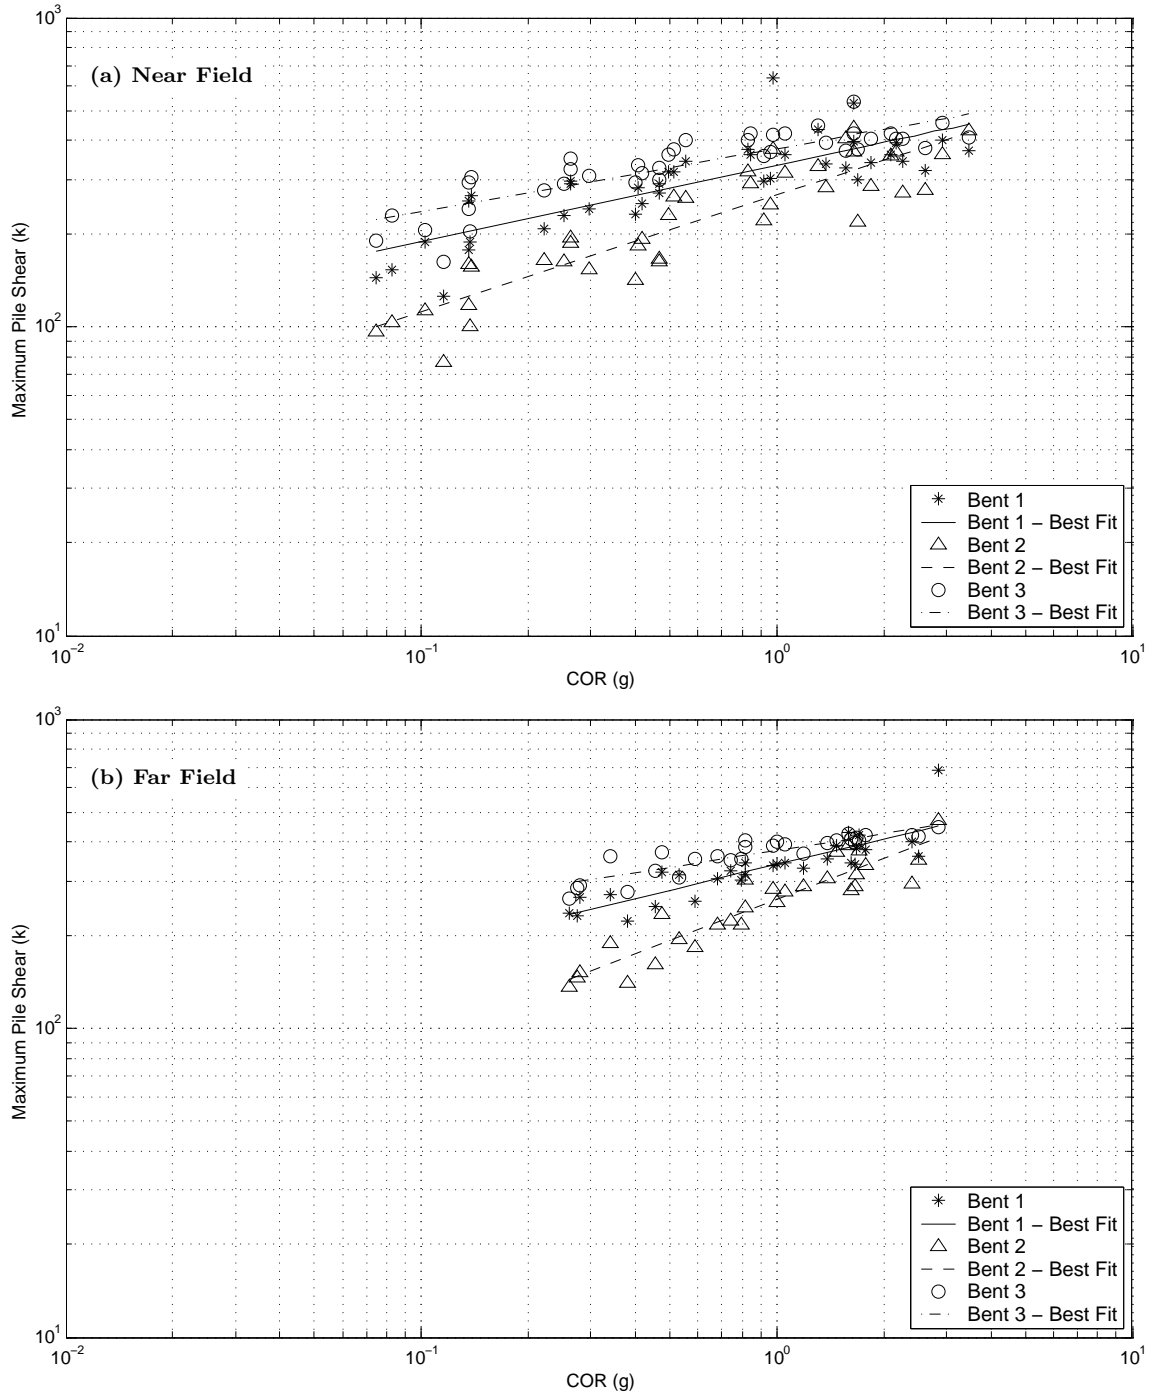 10^3
(a) Near Field
10^2
Maximum Pile Shear (k)
Bent 1
Bent 1 – Best Fit
Bent 2
Bent 2 – Best Fit
Bent 3
Bent 3 – Best Fit
10^1
10^−2 10^−1 10^0 10^1
COR (g)
10^3
(b) Far Field
10^2
Maximum Pile Shear (k)
Bent 1
Bent 1 – Best Fit
Bent 2
Bent 2 – Best Fit
Bent 3
Bent 3 – Best Fit
10^1
10^−2 10^−1 10^0 10^1
COR (g)